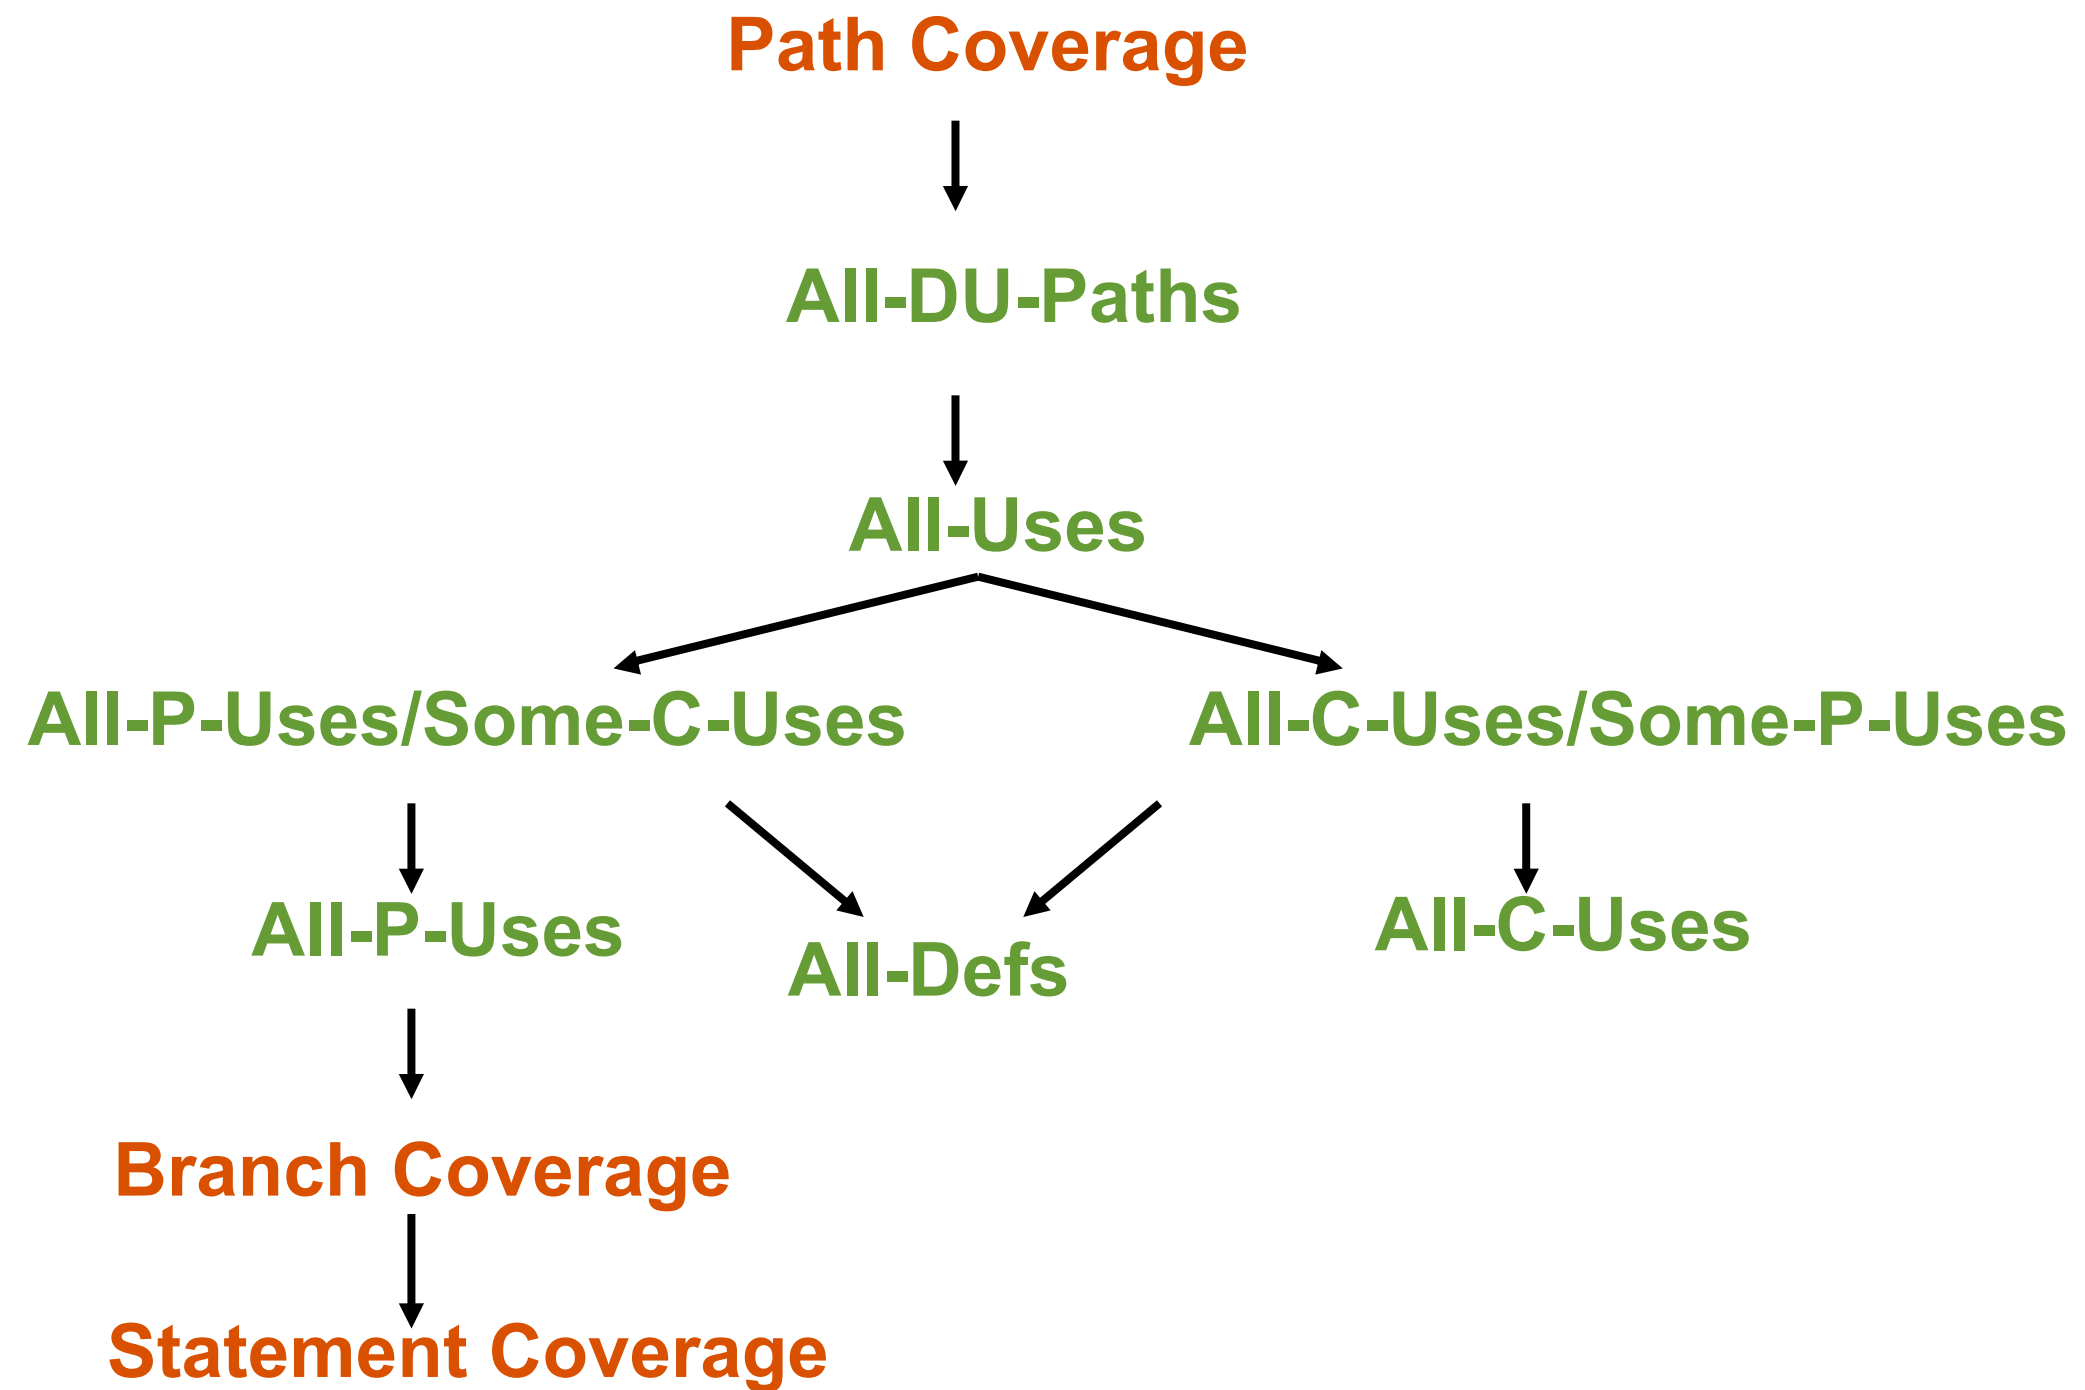 Path Coverage
All-DU-Paths
All-Uses
All-P-Uses/Some-C-Uses
All-C-Uses/Some-P-Uses
All-P-Uses
All-Defs
All-C-Uses
Branch Coverage
Statement Coverage